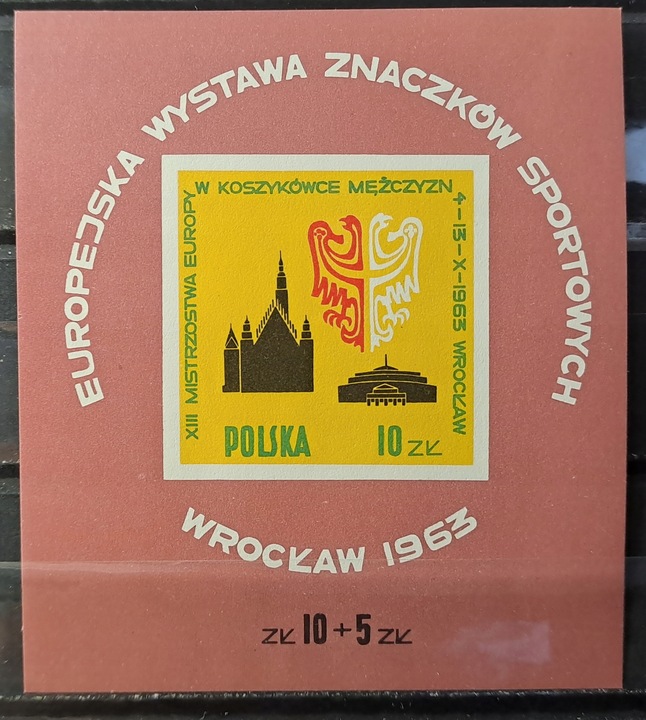 EUROPEJSKA WYSTAWA ZNACZKÓW SPORTOWYCH
XIII MISTRZOSTWA EUROPY
W KOSZYKÓWCE MĘŻCZYZN
4-13-X-1963 WROCŁAW
POLSKA 10 ZŁ
WROCŁAW 1963
ZŁ 10+5 ZŁ